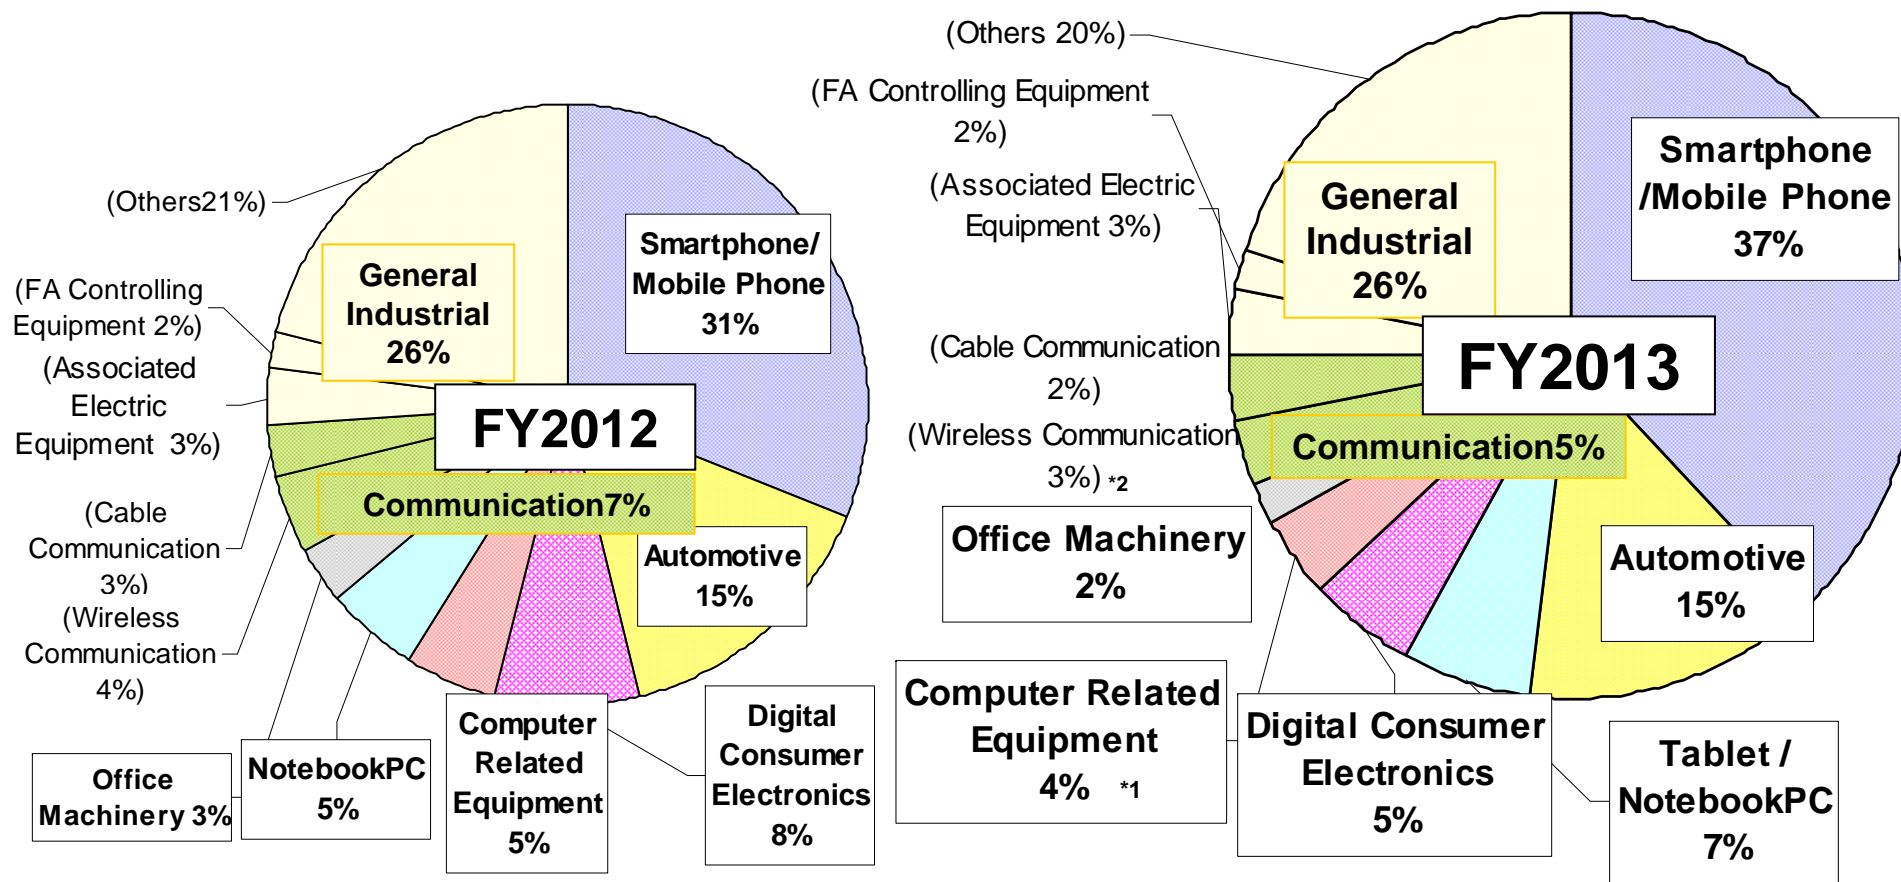 (Others21%)
(FA Controlling
Equipment 2%)
(Associated
Electric
Equipment  3%)
(Cable
Communication
3%)
(Wireless
Communication
4%)
General
Industrial
26%
Smartphone/
Mobile Phone
31%
FY2012
Communication7%
Automotive
15%
Office
Machinery 3%
NotebookPC
5%
Computer
Related
Equipment
5%
Digital
Consumer
Electronics
8%
(Others 20%)
(FA Controlling Equipment
2%)
(Associated Electric
Equipment 3%)
(Cable Communication
2%)
(Wireless Communication
3%) *2
General
Industrial
26%
Smartphone
/Mobile Phone
37%
FY2013
Communication5%
Automotive
15%
Office Machinery
2%
Computer Related
Equipment
4% *1
Digital Consumer
Electronics
5%
Tablet /
NotebookPC
7%